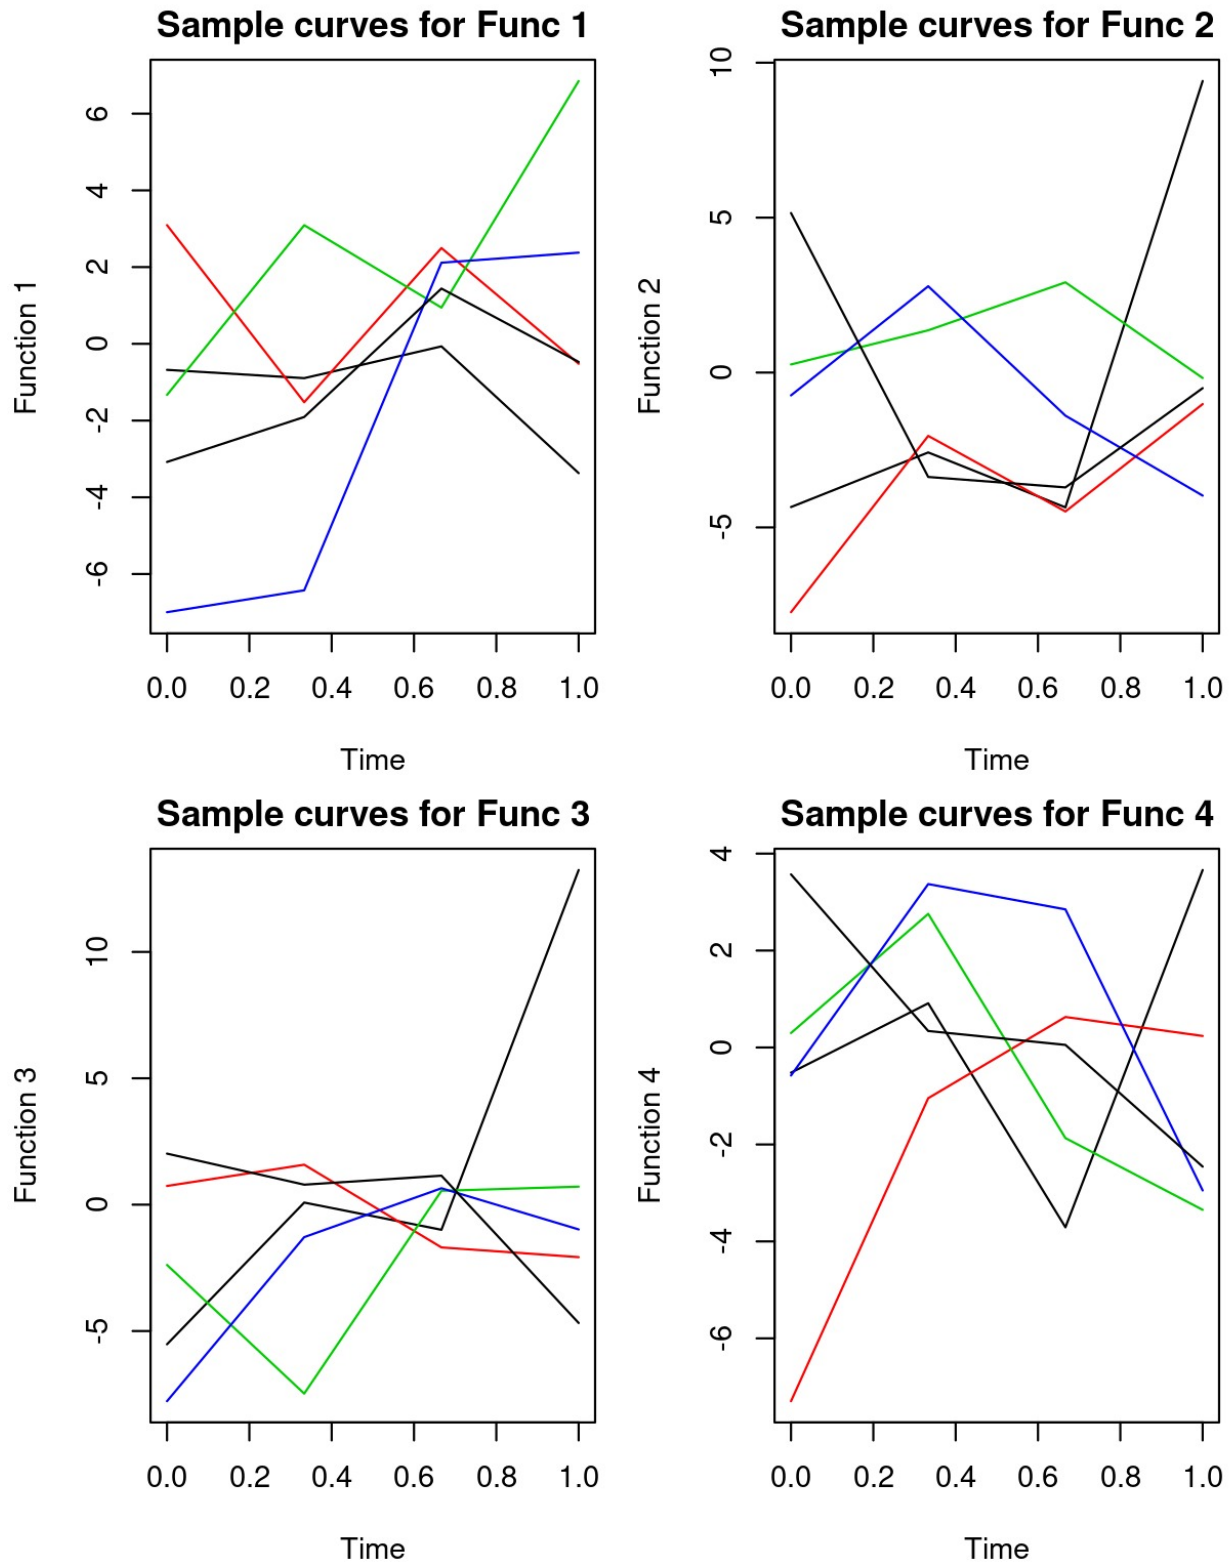 Sample curves for Func 1
Function 1
6
4
2
0
-2
-4
-6
0.0 0.2 0.4 0.6 0.8 1.0
Time
Sample curves for Func 2
Function 2
10
5
0
-5
0.0 0.2 0.4 0.6 0.8 1.0
Time
Sample curves for Func 3
Function 3
10
5
0
-5
0.0 0.2 0.4 0.6 0.8 1.0
Time
Sample curves for Func 4
Function 4
4
2
0
-2
-4
-6
0.0 0.2 0.4 0.6 0.8 1.0
Time